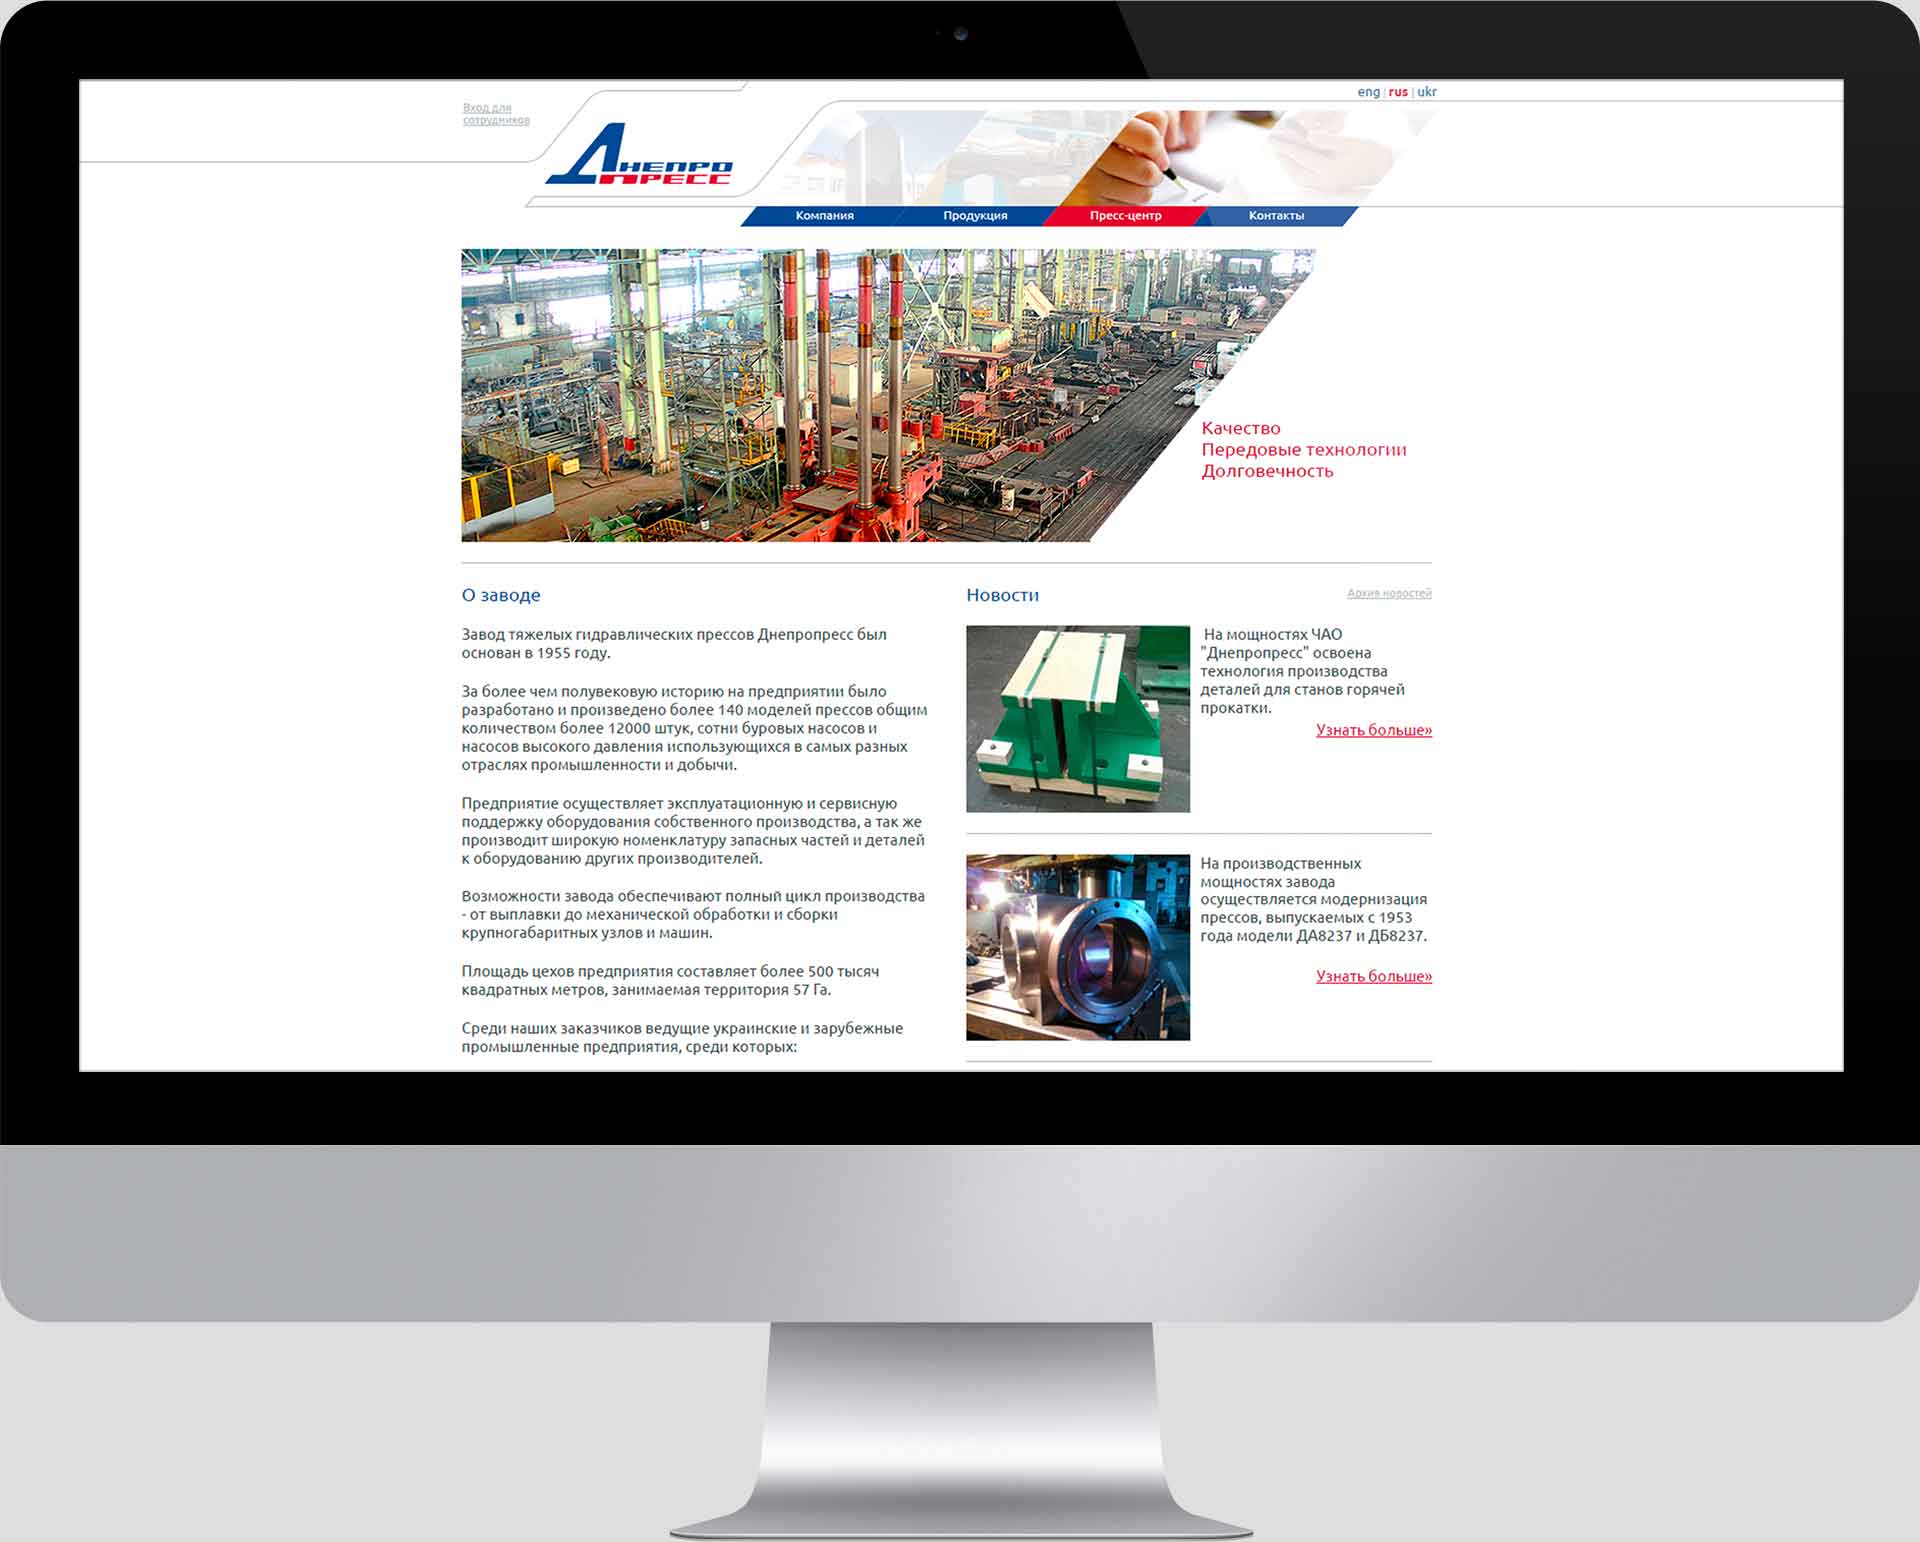 eng | rus | ukr
Вход для
сотрудников
Днепро
пресс
Компания
Продукция
Пресс-центр
Контакты
Качество
Передовые технологии
Долговечность
О заводе
Завод тяжелых гидравлических прессов Днепропресс был
основан в 1955 году.
За более чем полувековую историю на предприятии было
разработано и произведено более 140 моделей прессов общим
количеством более 12000 штук, сотни буровых насосов и
насосов высокого давления использующихся в самых разных
отраслях промышленности и добычи.
Предприятие осуществляет эксплуатационную и сервисную
поддержку оборудования собственного производства, а так же
производит широкую номенклатуру запасных частей и деталей
к оборудованию других производителей.
Возможности завода обеспечивают полный цикл производства
- от выплавки до механической обработки и сборки
крупногабаритных узлов и машин.
Площадь цехов предприятия составляет более 500 тысяч
квадратных метров, занимаемая территория 57 Га.
Среди наших заказчиков ведущие украинские и зарубежные
промышленные предприятия, среди которых:
Новости
Архив новостей
На мощностях ЧАО
"Днепропресс" освоена
технология производства
деталей для станов горячей
прокатки.
Узнать больше»
На производственных
мощностях завода
осуществляется модернизация
прессов, выпускаемых с 1953
года модели ДА8237 и ДБ8237.
Узнать больше»